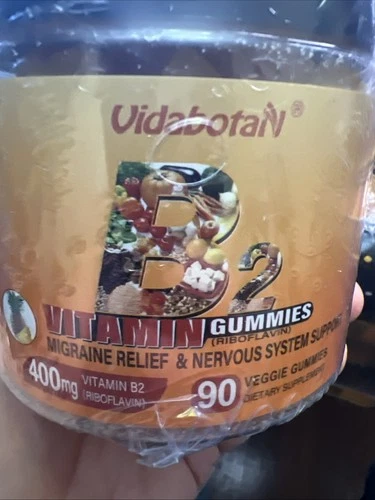 VidabotaN®
B2
VITAMIN GUMMIES
(RIBOFLAVIN)
MIGRAINE RELIEF & NERVOUS SYSTEM SUPPORT
400mg VITAMIN B2
(RIBOFLAVIN)
90 VEGGIE GUMMIES
DIETARY SUPPLEMENT